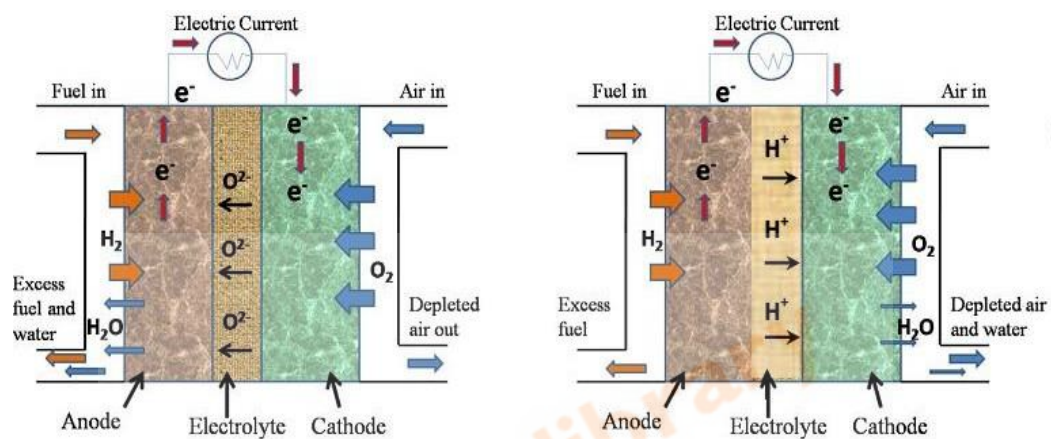 Electric Current
e-
Fuel in
Air in
e-
e-
O2-
e-
H2
O2-
O2
Excess
fuel and
water
H2O
O2-
Depleted
air out
Anode
Electrolyte
Cathode
Electric Current
e-
Fuel in
Air in
H+
e-
e-
e-
H2
H+
O2
Excess
fuel
H+
Depleted air
and water
H2O
Anode
Electrolyte
Cathode